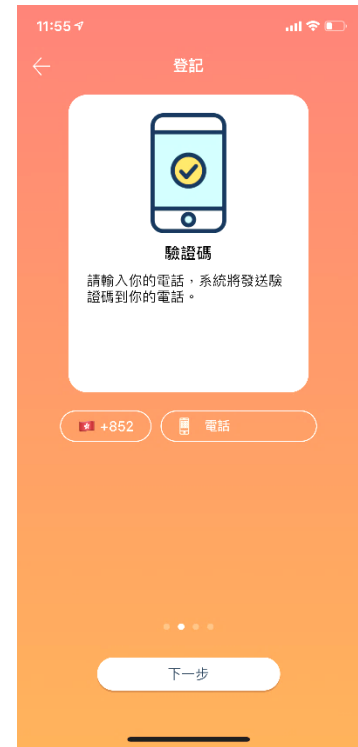 11:55
登記
驗證碼
請輸入你的電話，系統將發送驗
證碼到你的電話。
+852
電話
下一步